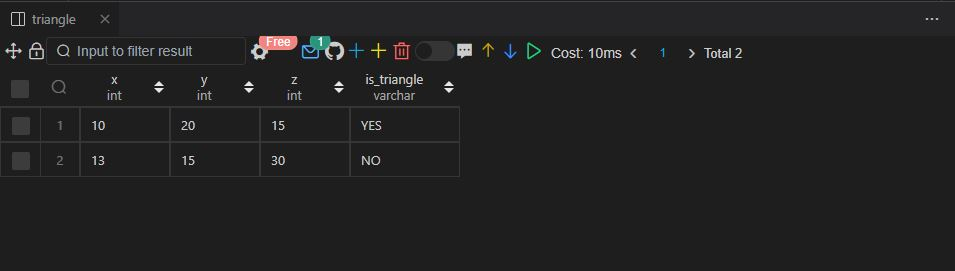 triangle
Input to filter result Free 1 Cost: 10ms 1 Total 2
x y z is_triangle
int int int varchar
1 10 20 15 YES
2 13 15 30 NO